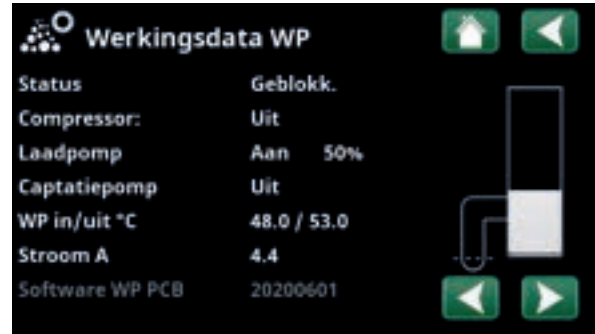 Werkingsdata WP
Status Geblokk.
Compressor: Uit
Laadpomp Aan 50%
Captatiepomp Uit
WP in/uit °C 48.0 / 53.0
Stroom A 4.4
Software WP PCB 20200601